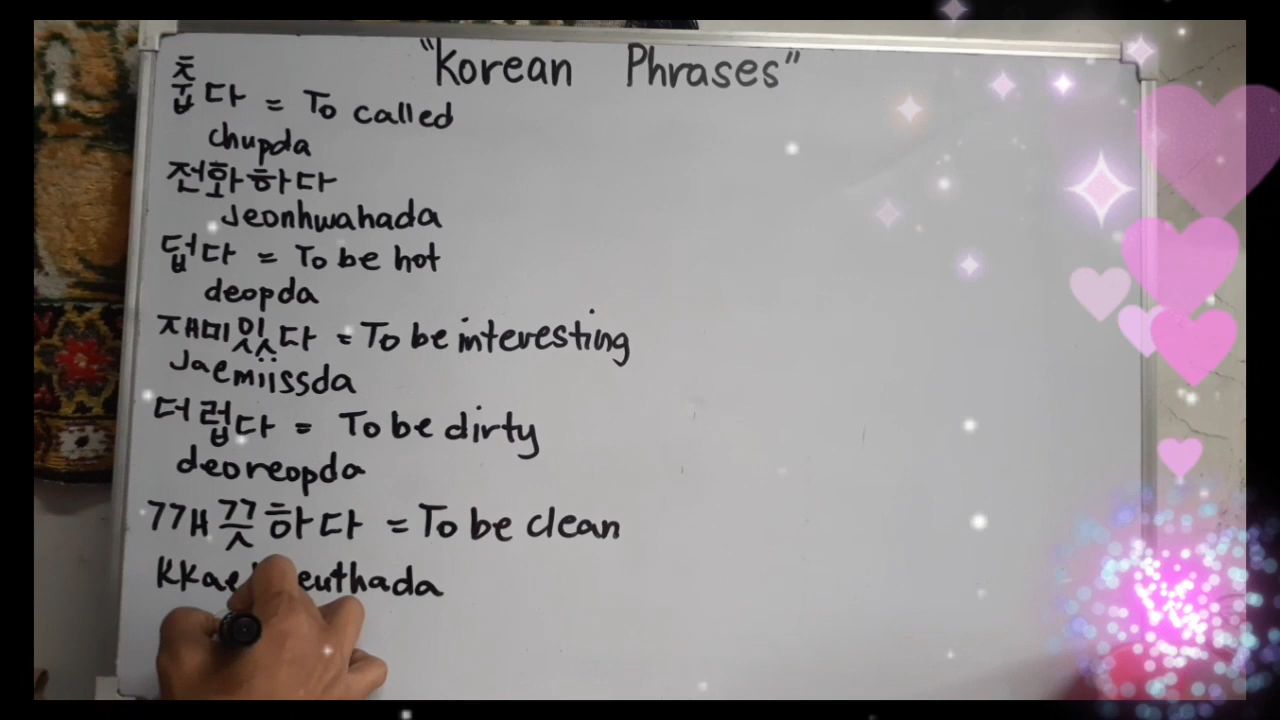 "Korean Phrases"
춥다 = To called
chupda
전화하다
Jeonhwahada
덥다 = To be hot
deopda
재미있다 = To be interesting
Jaemiissda
더럽다 = To be dirty
deoreopda
깨끗하다 = To be clean